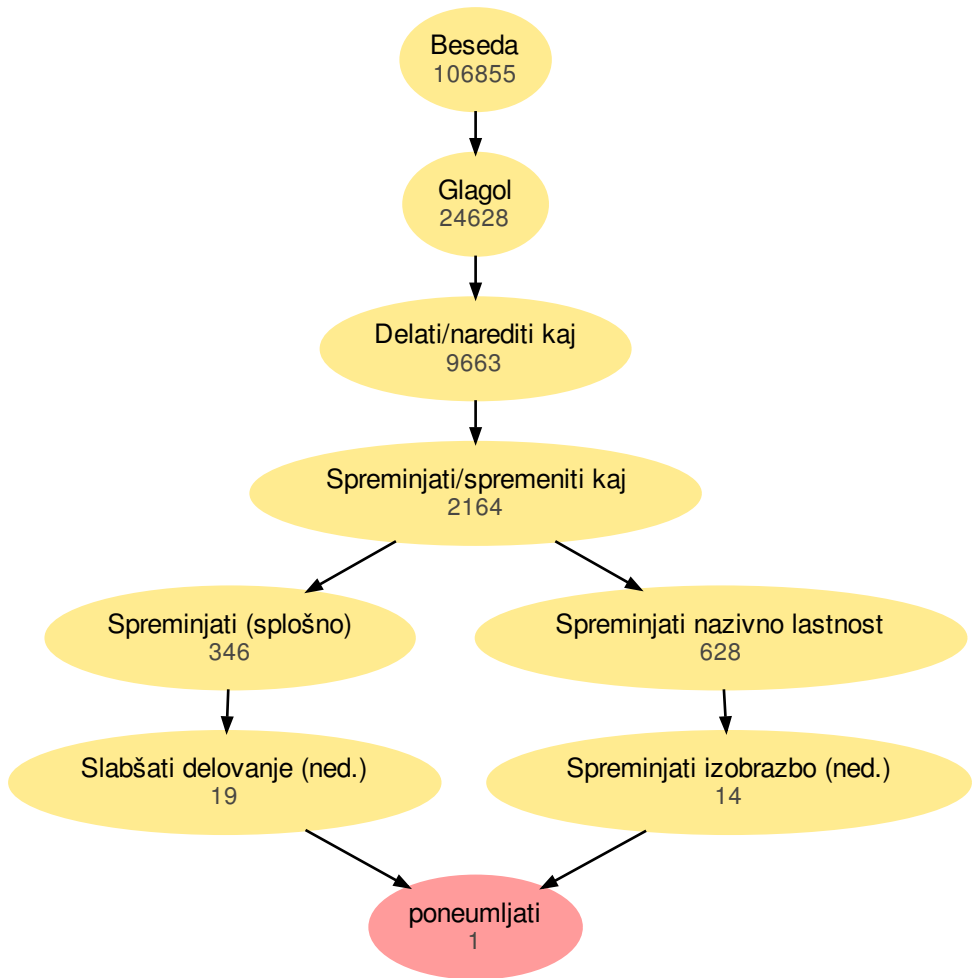 Beseda
106855
Glagol
24628
Delati/narediti kaj
9663
Spreminjati/spremeniti kaj
2164
Spreminjati (splošno)
346
Spreminjati nazivno lastnost
628
Slabšati delovanje (ned.)
19
Spreminjati izobrazbo (ned.)
14
poneumljati
1